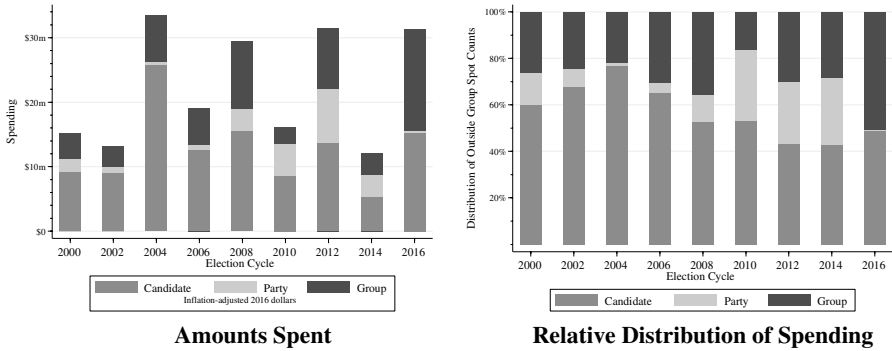 Spending
$30m
$20m
$10m
$0
2000 2002 2004 2006 2008 2010 2012 2014 2016
Election Cycle
Candidate Party Group
Inflation-adjusted 2016 dollars
Amounts Spent
Distribution of Outside Group Spot Counts
100%
80%
60%
40%
20%
2000 2002 2004 2006 2008 2010 2012 2014 2016
Election Cycle
Candidate Party Group
Relative Distribution of Spending